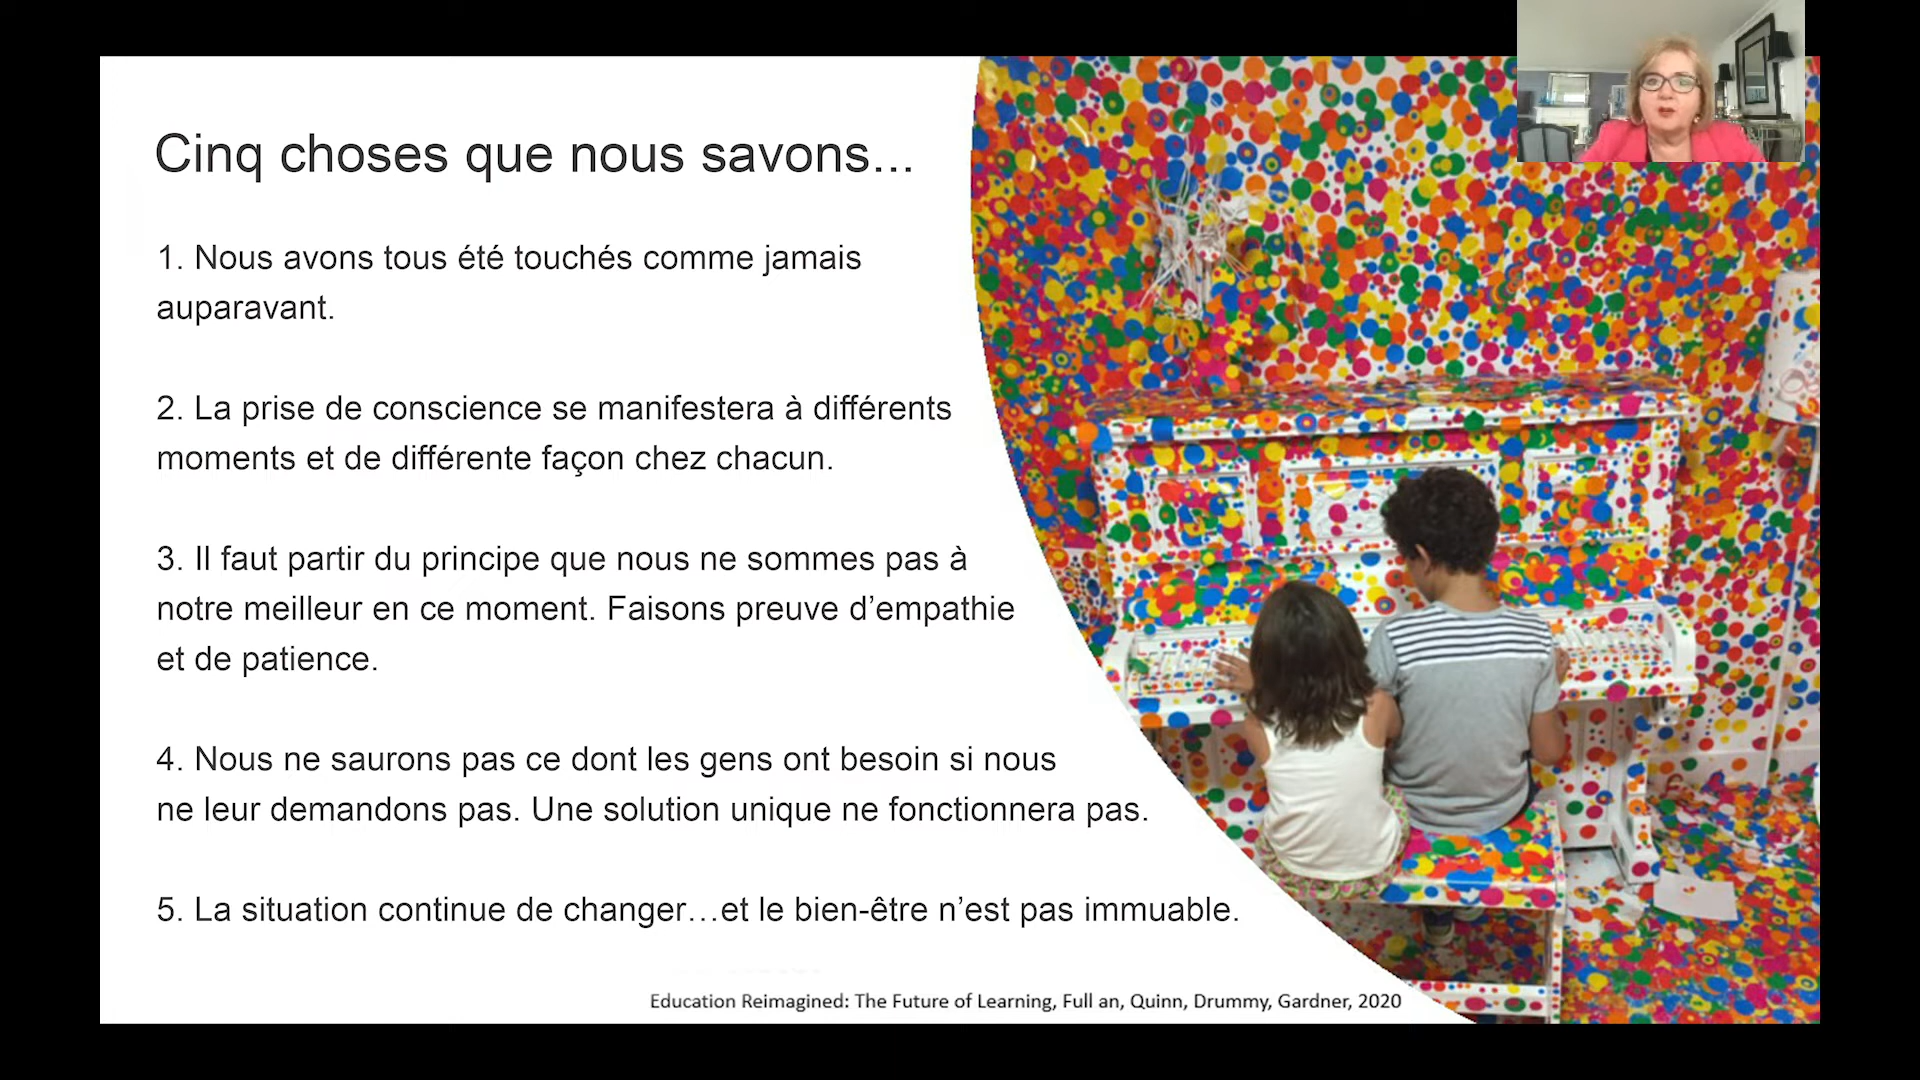 Cinq choses que nous savons...
1. Nous avons tous été touchés comme jamais
auparavant.
2. La prise de conscience se manifestera à différents
moments et de différente façon chez chacun.
3. Il faut partir du principe que nous ne sommes pas à
notre meilleur en ce moment. Faisons preuve d’empathie
et de patience.
4. Nous ne saurons pas ce dont les gens ont besoin si nous
ne leur demandons pas. Une solution unique ne fonctionnera pas.
5. La situation continue de changer…et le bien-être n’est pas immuable.
Education Reimagined: The Future of Learning, Full an, Quinn, Drummy, Gardner, 2020